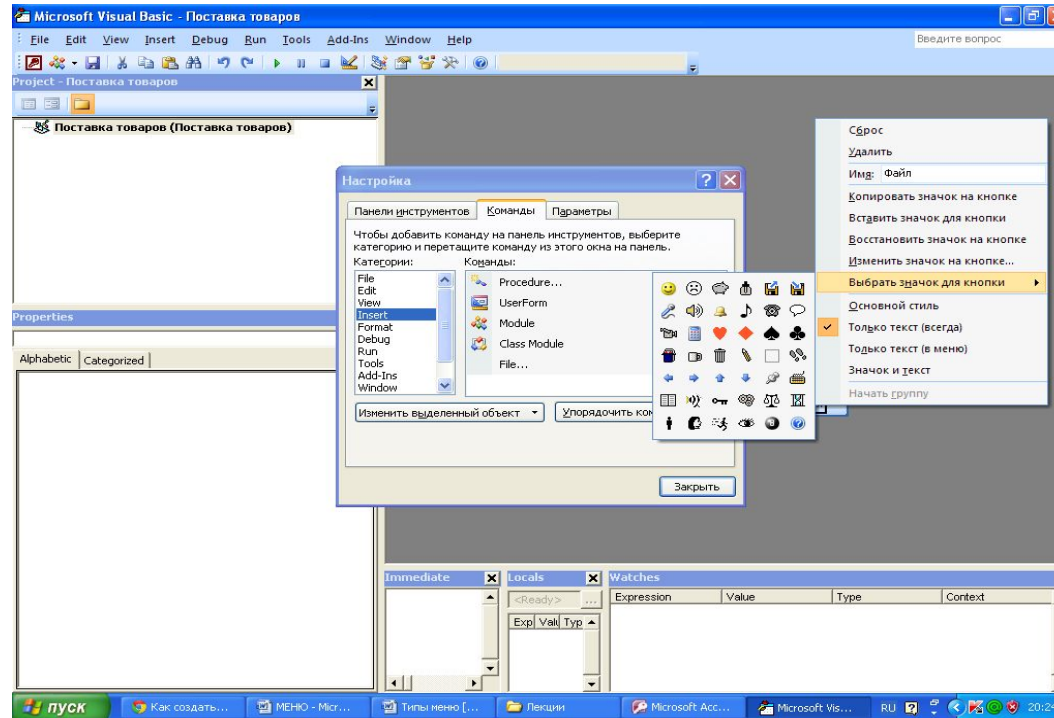 Microsoft Visual Basic - Поставка товаров
File Edit View Insert Debug Run Tools Add-Ins Window Help
Введите вопрос
Project - Поставка товаров
Поставка товаров (Поставка товаров)
Properties
Alphabetic Categorized
Настройка
Панели инструментов Команды Параметры
Чтобы добавить команду на панель инструментов, выберите
категорию и перетащите команду из этого окна на панель.
Категории: Команды:
File
Edit
View
Insert
Format
Debug
Run
Tools
Add-Ins
Window
Procedure...
UserForm
Module
Class Module
File...
Изменить выделенный объект
Упорядочить ком
Закрыть
Сброс
Удалить
Имя: Файл
Копировать значок на кнопке
Вставить значок для кнопки
Восстановить значок на кнопке
Изменить значок на кнопке...
Выбрать значок для кнопки
Основной стиль
Только текст (всегда)
Только текст (в меню)
Значок и текст
Начать группу
Immediate
Locals
<Ready> ...
Exp Valu Typ
Watches
Expression Value Type Context
пуск
Как создать...
МЕНЮ - Micr...
Типы меню [...
Лекции
Microsoft Acc...
Microsoft Vis...
RU
20:24